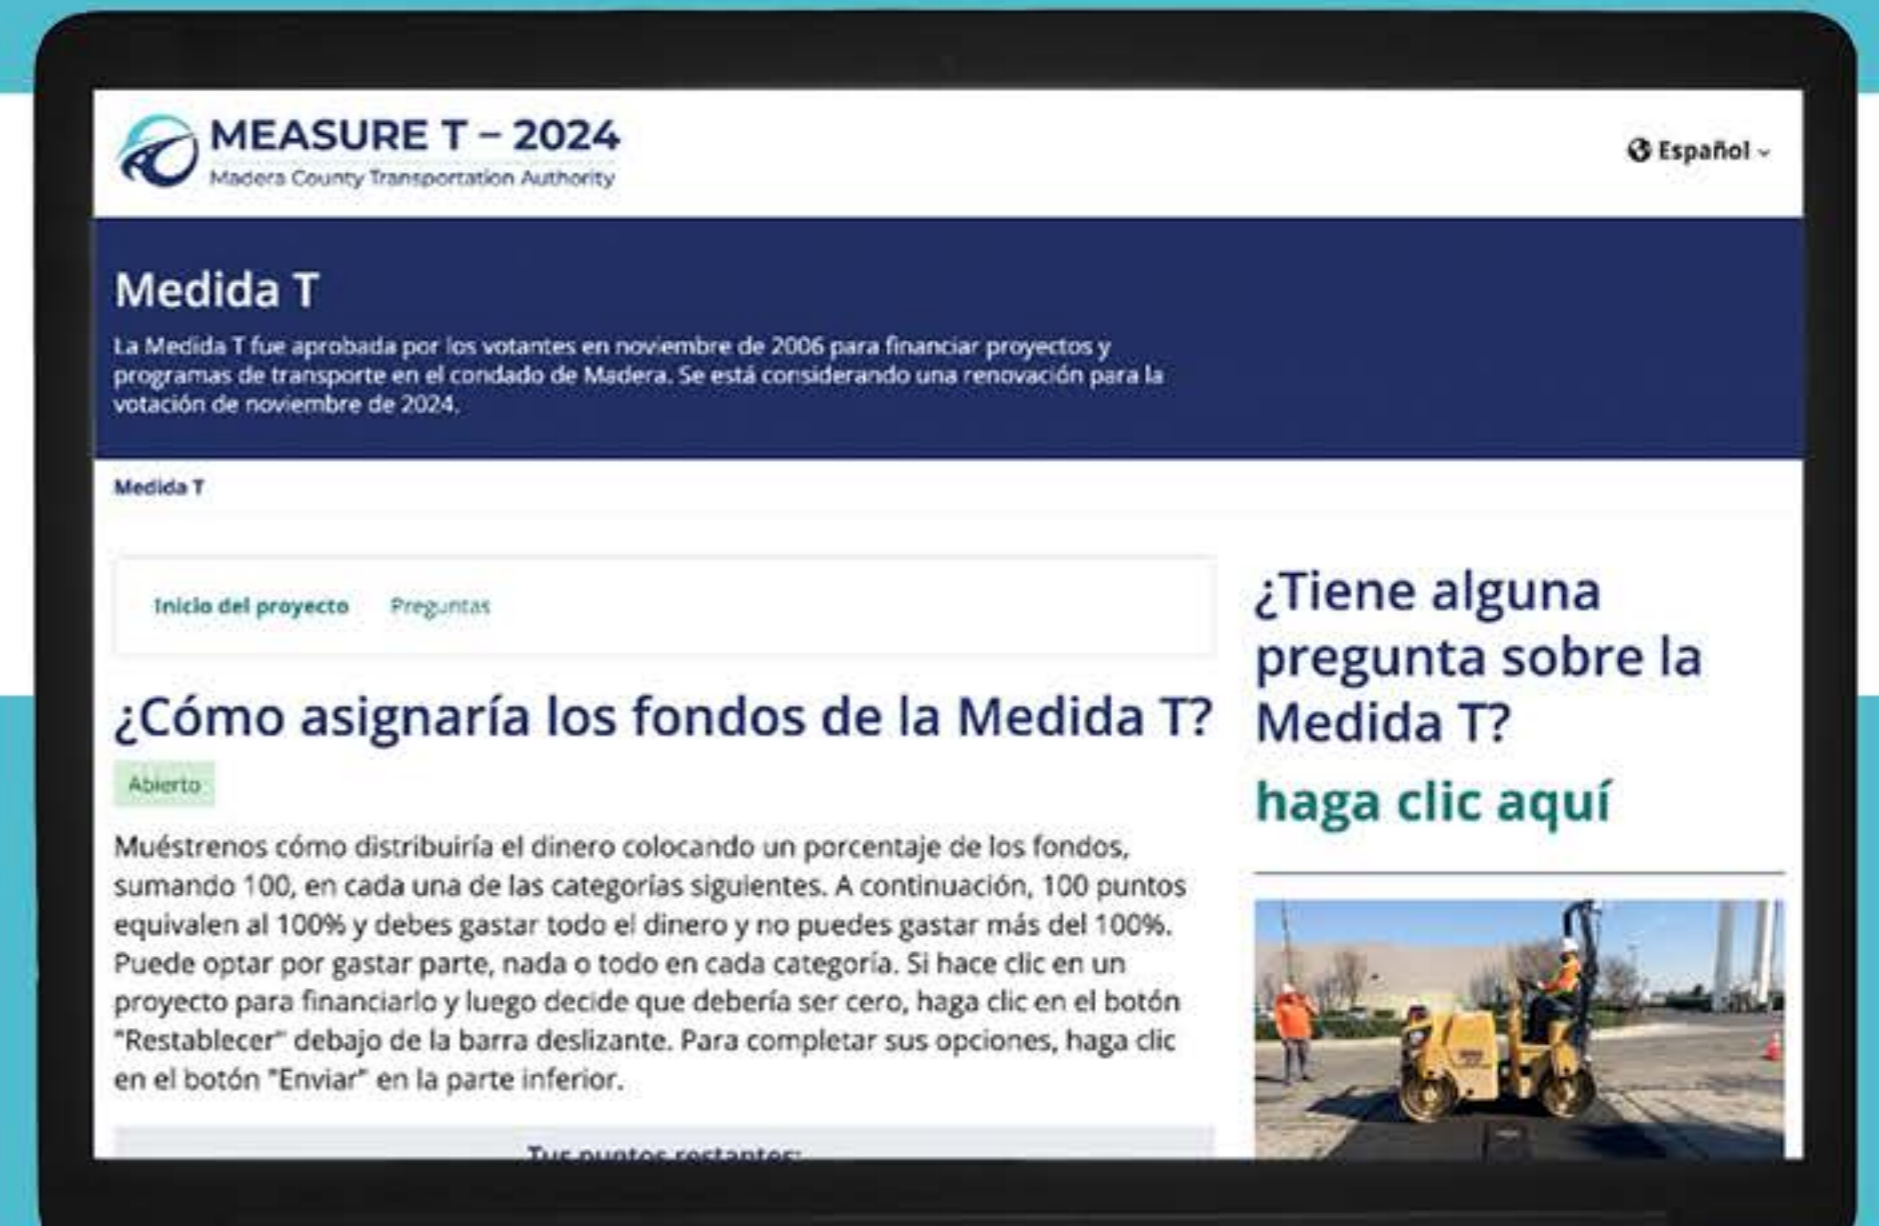 MEASURE T – 2024
Madera County Transportation Authority
Español
Medida T
La Medida T fue aprobada por los votantes en noviembre de 2006 para financiar proyectos y
programas de transporte en el condado de Madera. Se está considerando una renovación para la
votación de noviembre de 2024.
Medida T
Inicio del proyecto Preguntas
¿Cómo asignaría los fondos de la Medida T?
Abierto
Muéstrenos cómo distribuiría el dinero colocando un porcentaje de los fondos,
sumando 100, en cada una de las categorías siguientes. A continuación, 100 puntos
equivalen al 100% y debes gastar todo el dinero y no puedes gastar más del 100%.
Puede optar por gastar parte, nada o todo en cada categoría. Si hace clic en un
proyecto para financiarlo y luego decide que debería ser cero, haga clic en el botón
"Restablecer" debajo de la barra deslizante. Para completar sus opciones, haga clic
en el botón "Enviar" en la parte inferior.
Tus puntos restantes:
¿Tiene alguna
pregunta sobre la
Medida T?
haga clic aquí